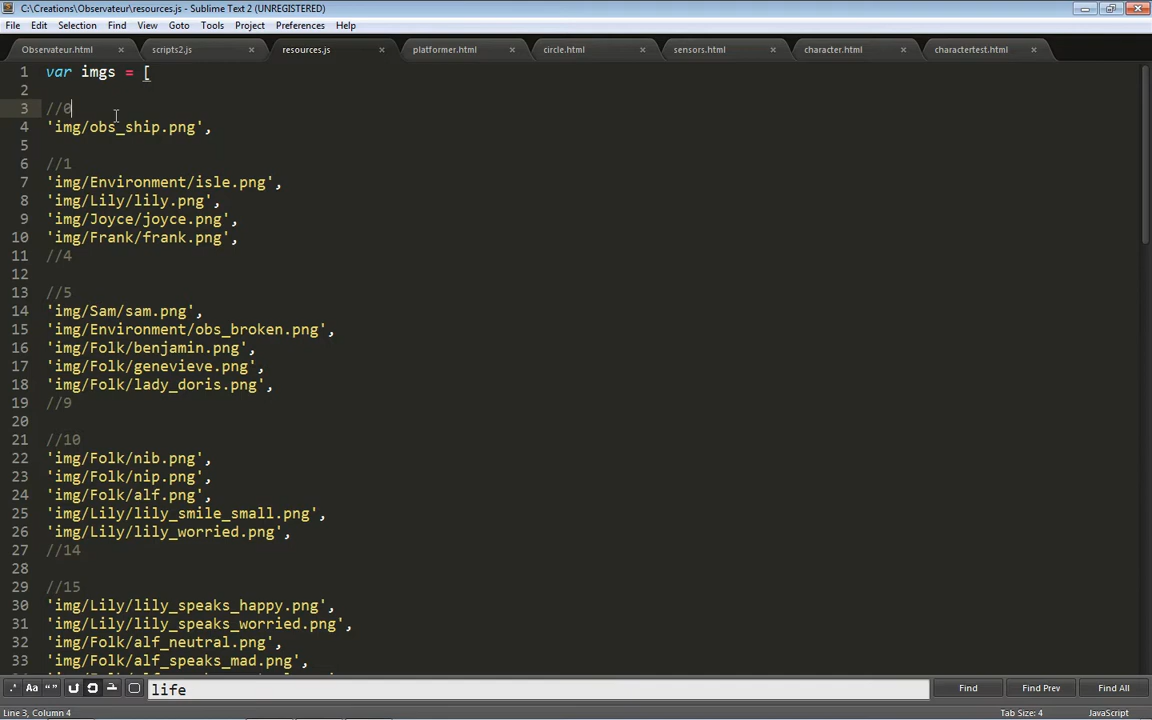 C:\Creations\Observateur\resources.js - Sublime Text 2 (UNREGISTERED)
File Edit Selection Find View Goto Tools Project Preferences Help
Observateur.html scripts2.js resources.js platformer.html circle.html sensors.html character.html charactertest.html
1 var imgs = [
2
3 //0
4 'img/obs_ship.png',
5
6 //1
7 'img/Environment/isle.png',
8 'img/Lily/lily.png',
9 'img/Joyce/joyce.png',
10 'img/Frank/frank.png',
11 //4
12
13 //5
14 'img/Sam/sam.png',
15 'img/Environment/obs_broken.png',
16 'img/Folk/benjamin.png',
17 'img/Folk/genevieve.png',
18 'img/Folk/lady_doris.png',
19 //9
20
21 //10
22 'img/Folk/nib.png',
23 'img/Folk/nip.png',
24 'img/Folk/alf.png',
25 'img/Lily/lily_smile_small.png',
26 'img/Lily/lily_worried.png',
27 //14
28
29 //15
30 'img/Lily/lily_speaks_happy.png',
31 'img/Lily/lily_speaks_worried.png',
32 'img/Folk/alf_neutral.png',
33 'img/Folk/alf_speaks_mad.png',
.* Aa “” life Find Find Prev Find All
Line 3, Column 4 Tab Size: 4 JavaScript